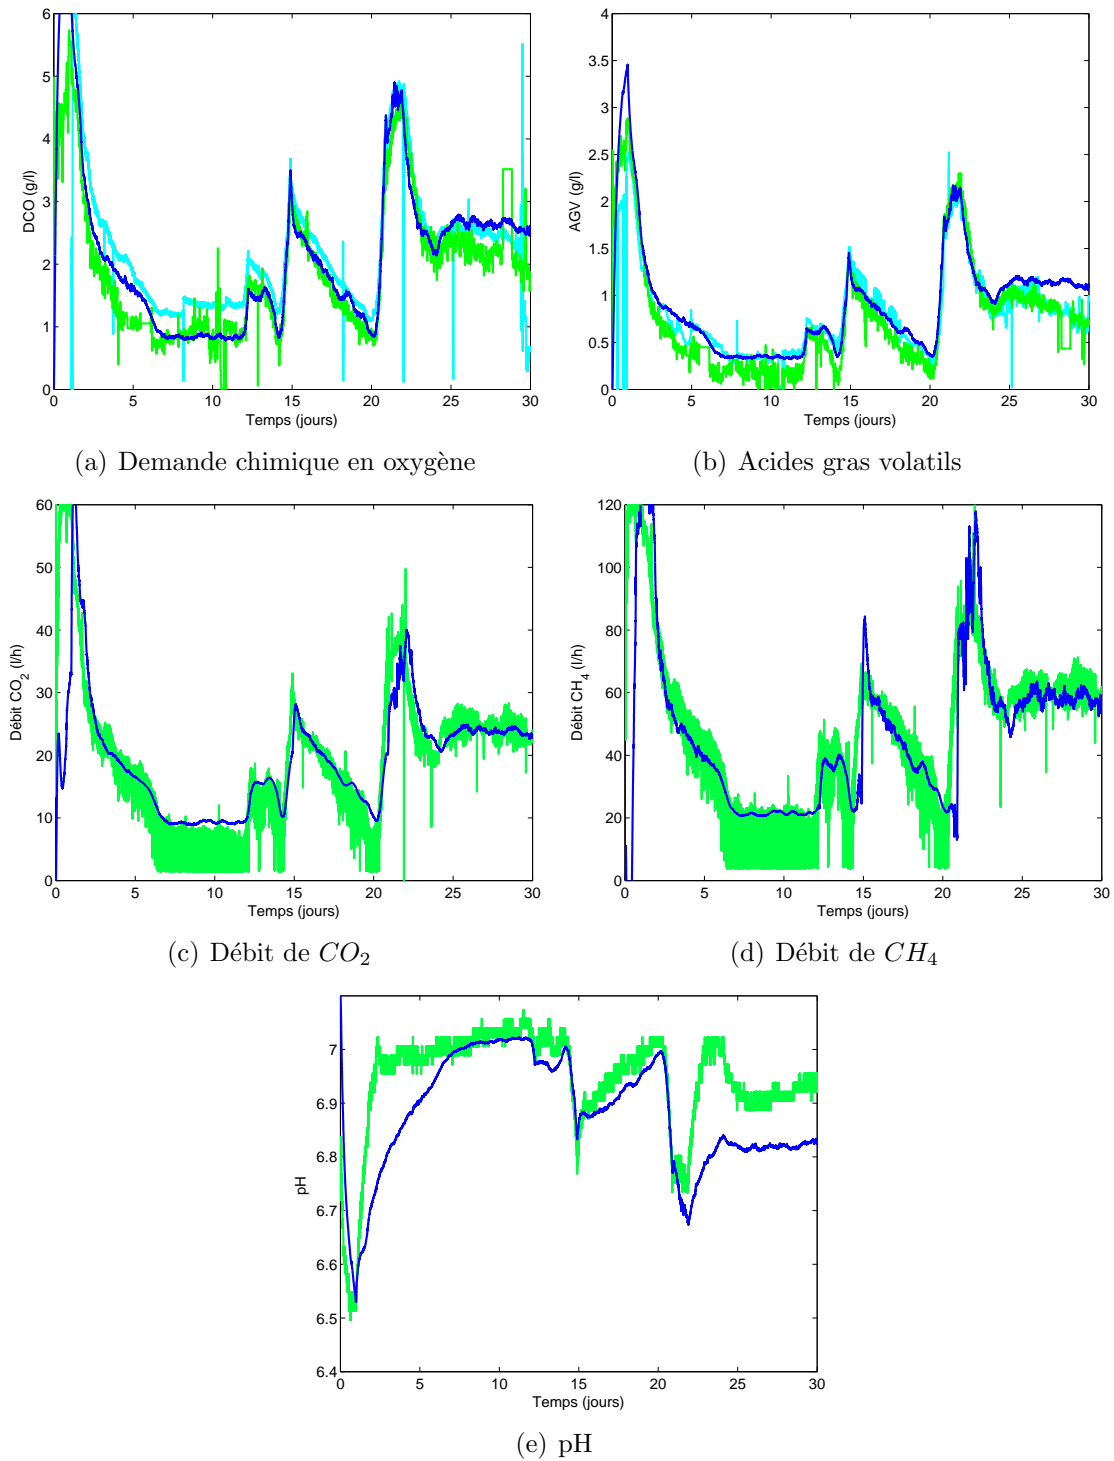 6
5
4
3
2
1
0
DCO (g/l)
0 5 10 15 20 25 30
Temps (jours)
(a) Demande chimique en oxygène
4
3.5
3
2.5
2
1.5
1
0.5
0
AGV (g/l)
0 5 10 15 20 25 30
Temps (jours)
(b) Acides gras volatils
60
50
40
30
20
10
0
Débit CO2 (l/h)
0 5 10 15 20 25 30
Temps (jours)
(c) Débit de CO2
120
100
80
60
40
20
0
Débit CH4 (l/h)
0 5 10 15 20 25 30
Temps (jours)
(d) Débit de CH4
7
6.9
6.8
6.7
6.6
6.5
6.4
pH
0 5 10 15 20 25 30
Temps (jours)
(e) pH